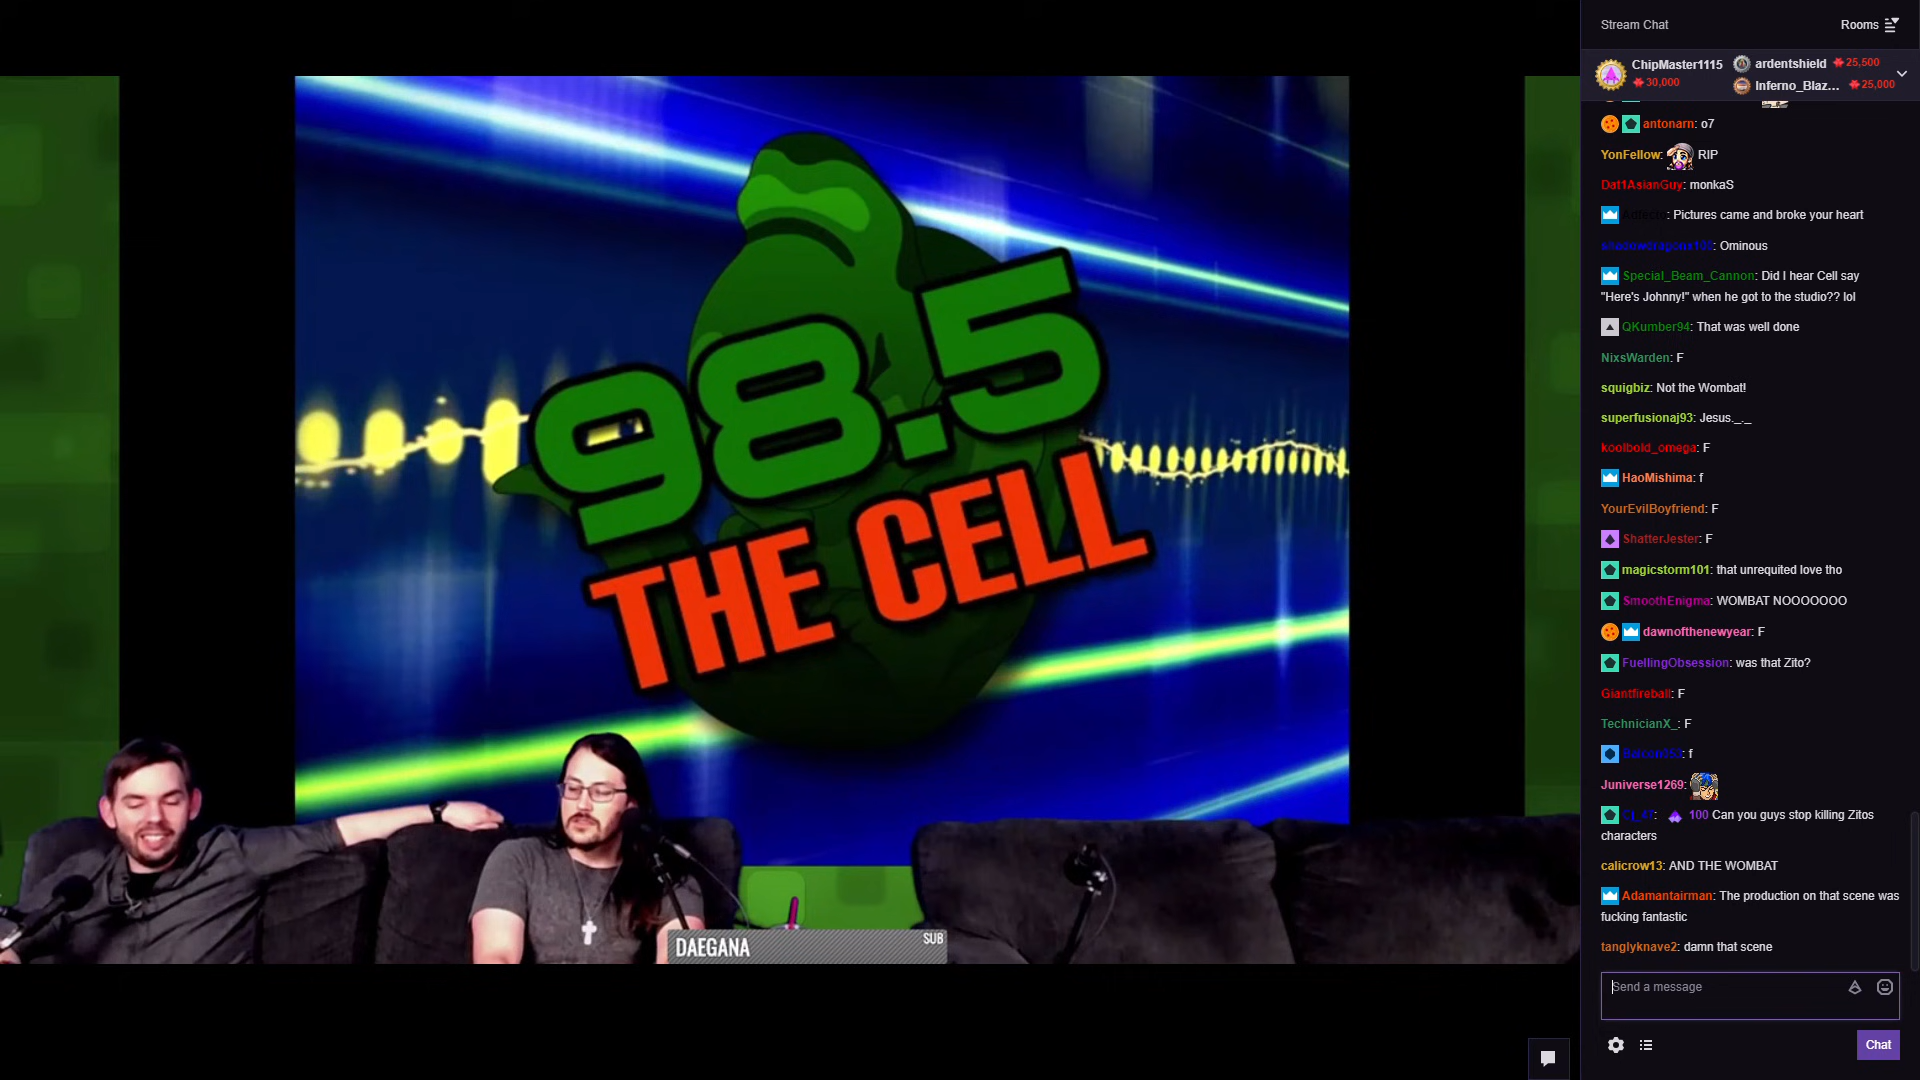 98.5
THE CELL
DAEGANA
SUB
Stream Chat
Rooms
ChipMaster1115
30,000
ardentshield 25,500
Inferno_Blaz... 25,000
antonarn: o7
YonFellow: RIP
Dat1AsianGuy: monkaS
: Pictures came and broke your heart
shadowdragons100: Ominous
Special_Beam_Cannon: Did I hear Cell say
"Here's Johnny!" when he got to the studio?? lol
QKumber94: That was well done
NixsWarden: F
squigbiz: Not the Wombat!
superfusionaj93: Jesus._._
koolbold_omega: F
HaoMishima: f
YourEvilBoyfriend: F
ShatterJester: F
magicstorm101: that unrequited love tho
SmoothEnigma: WOMBAT NOOOOOOO
dawnofthenewyear: F
FuellingObsession: was that Zito?
Giantfireball: F
TechnicianX_: F
: f
Juniverse1269:
: 100 Can you guys stop killing Zitos
characters
calicrow13: AND THE WOMBAT
Adamantairman: The production on that scene was
fucking fantastic
tanglyknave2: damn that scene
Send a message
Chat